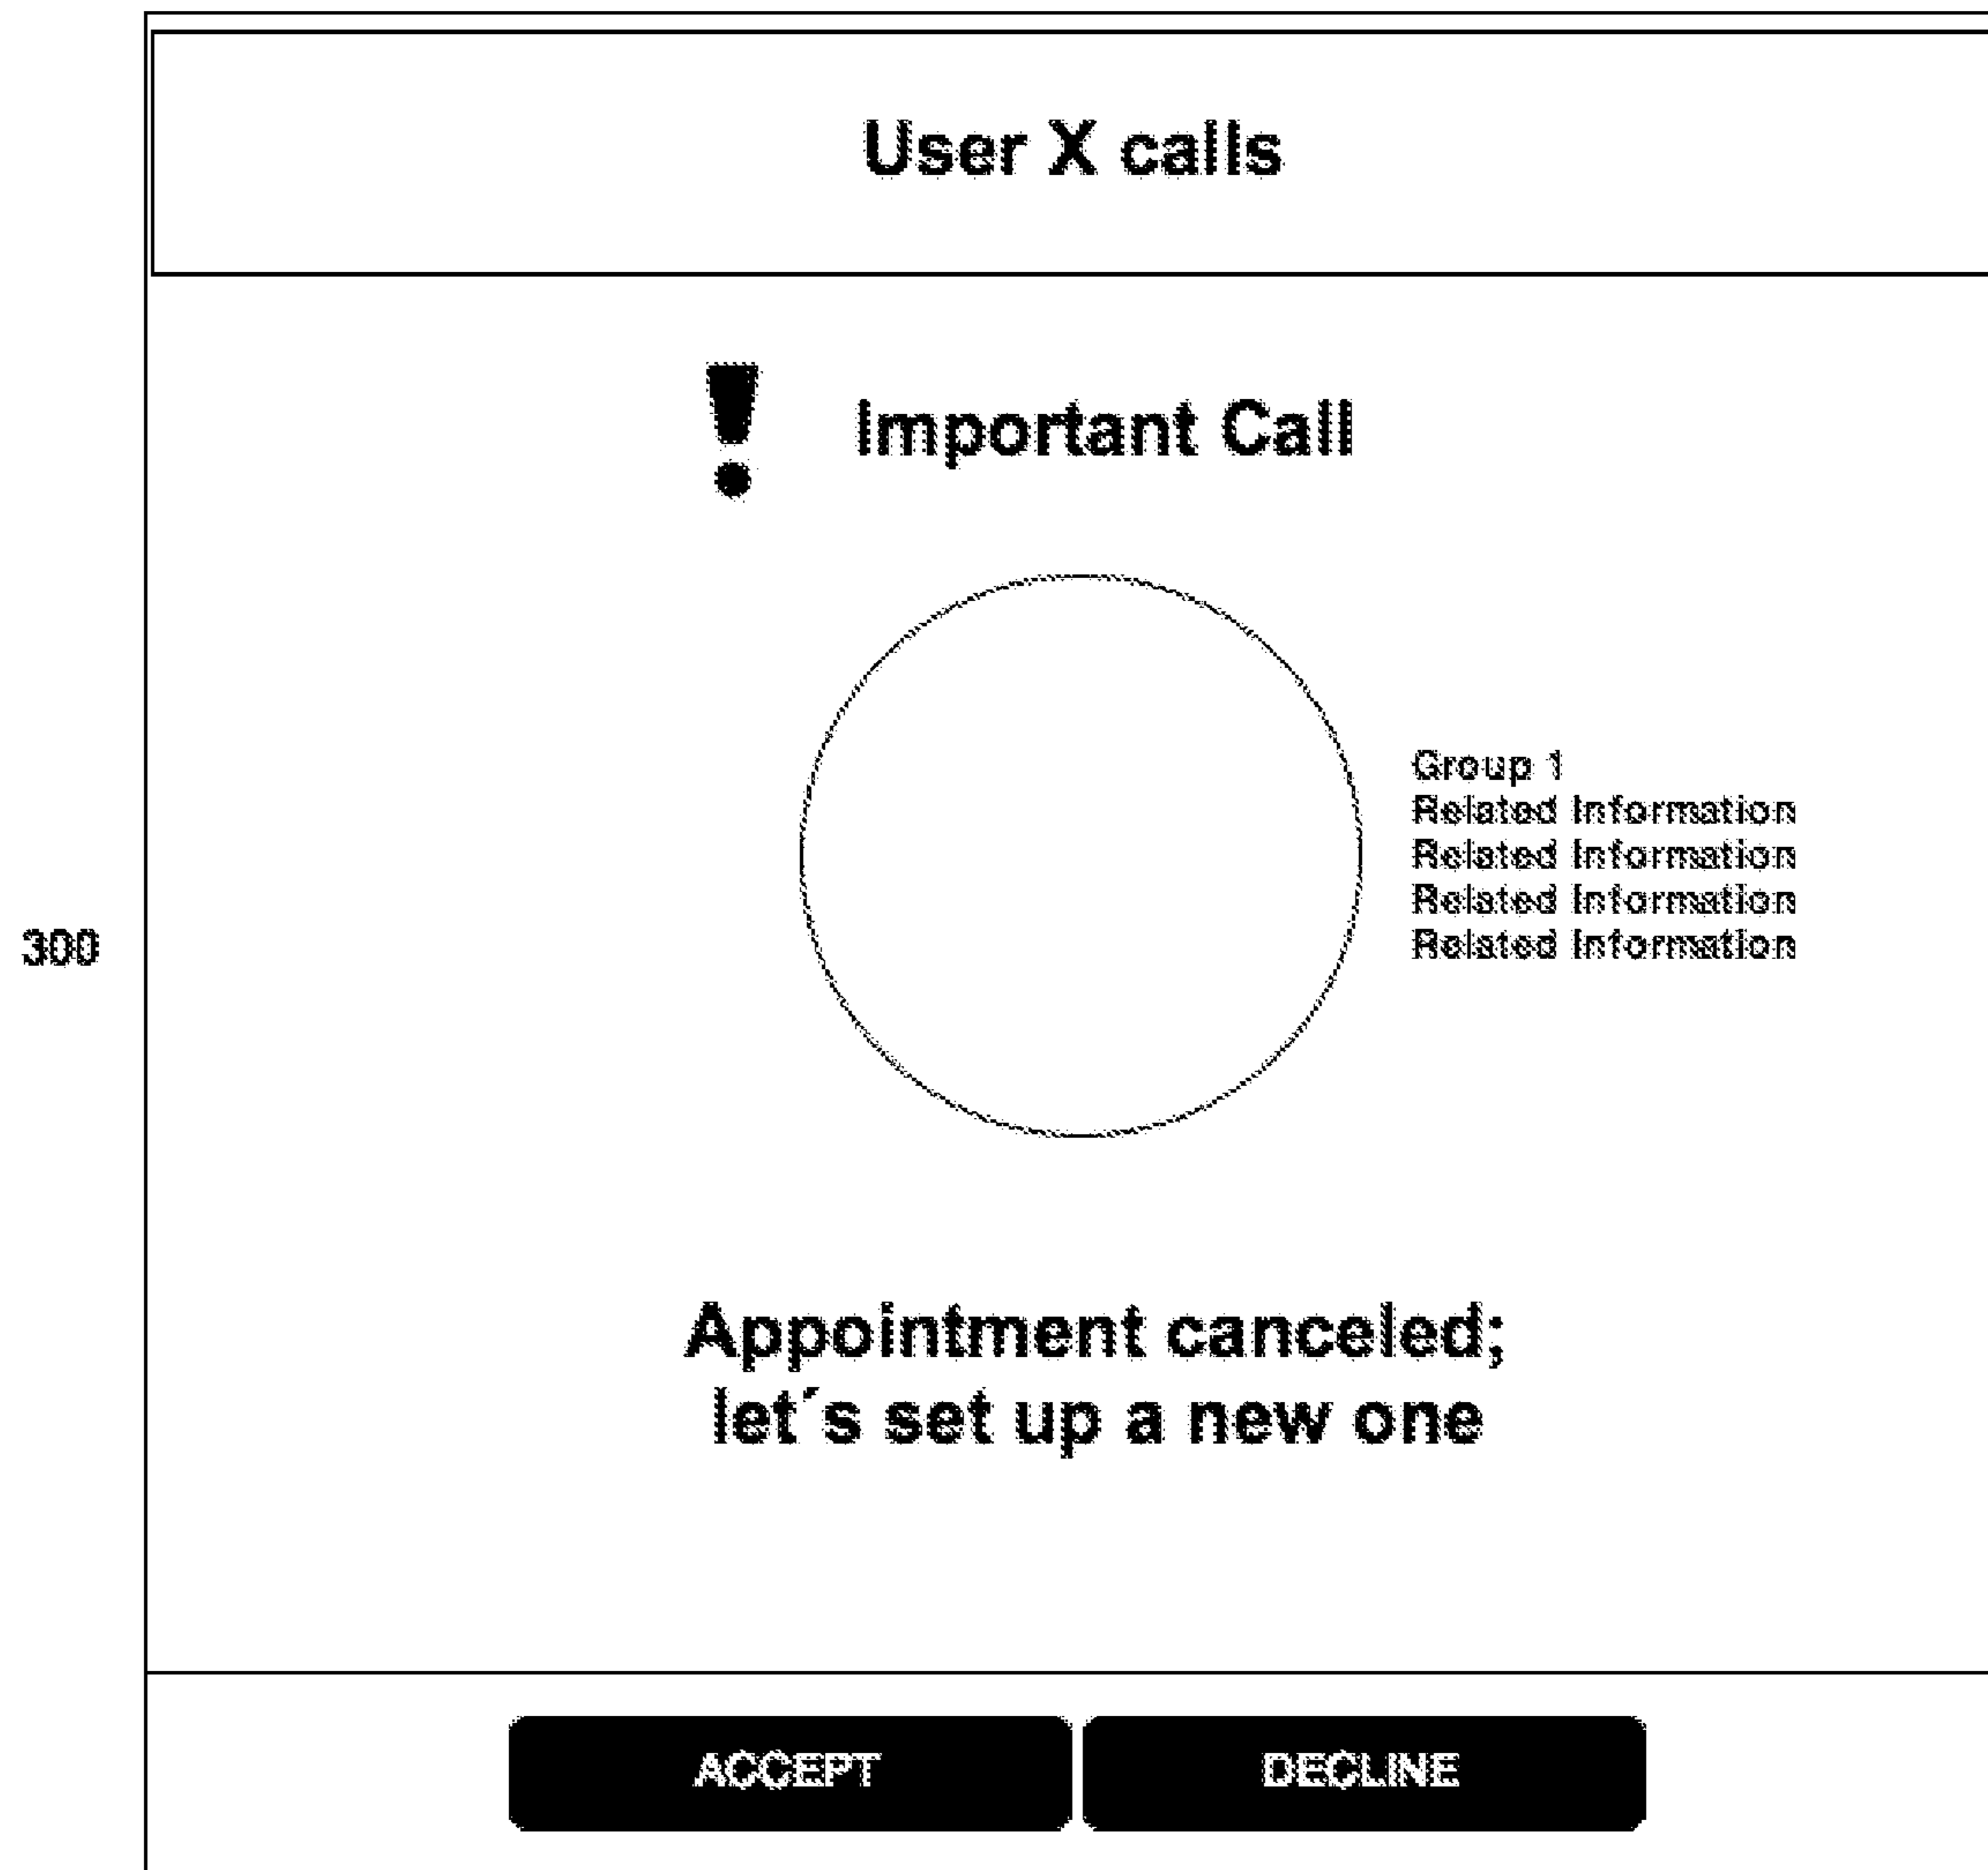 User X calls
! Important Call
Group 1
Related Information
Related Information
Related Information
Related Information
300
Appointment canceled;
let´s set up a new one
ACCEPT
DECLINE